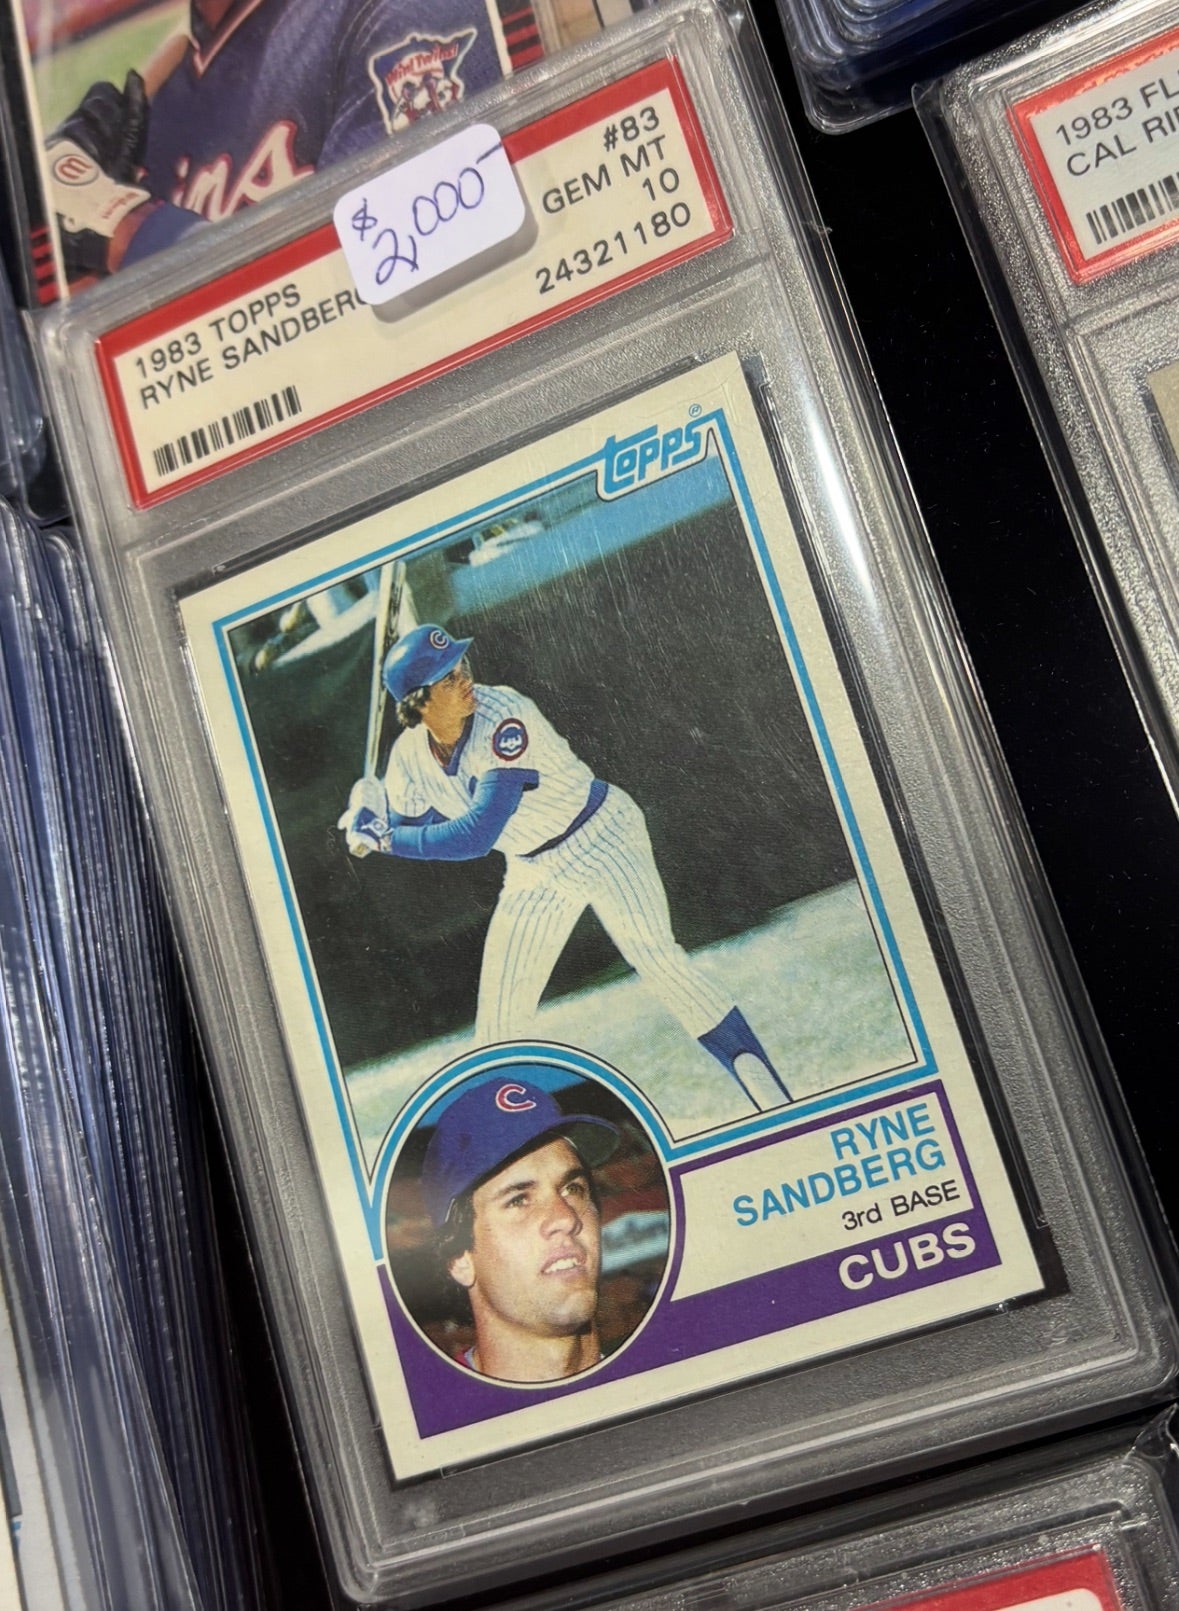 Twins
#83
GEM MT
10
24321180
$2,000-
1983 TOPPS
RYNE SANDBERG
1983 FL
CAL RI
topps®
C
C
RYNE
SANDBERG
3rd BASE
CUBS